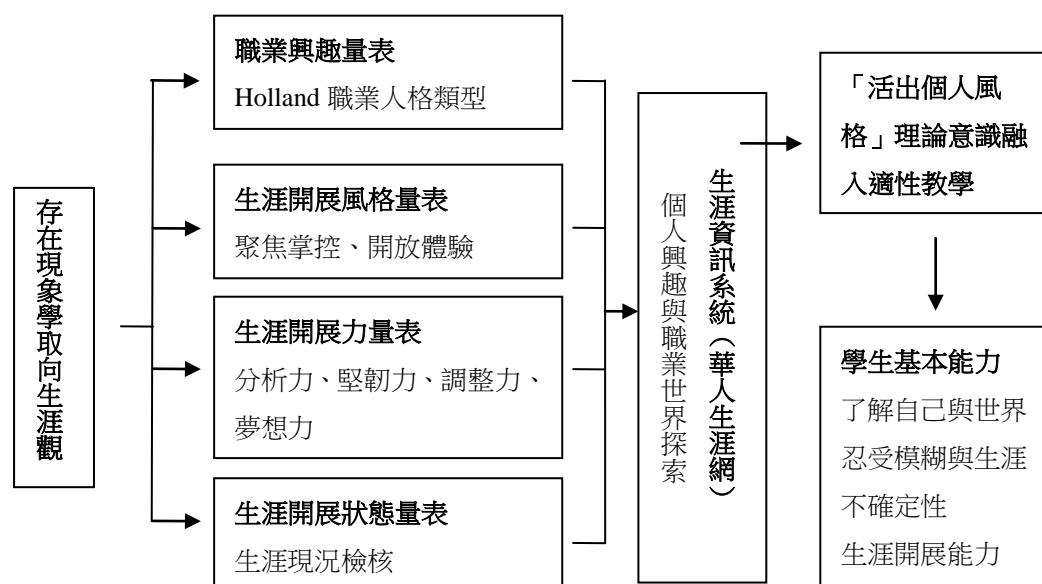 存在現象學取向生涯觀
職業興趣量表
Holland 職業人格類型
生涯開展風格量表
聚焦掌控、開放體驗
生涯開展力量表
分析力、堅韌力、調整力、
夢想力
生涯開展狀態量表
生涯現況檢核
生涯資訊系統（華人生涯網）
個人興趣與職業世界探索
「活出個人風
格」理論意識融
入適性教學
學生基本能力
了解自己與世界
忍受模糊與生涯
不確定性
生涯開展能力